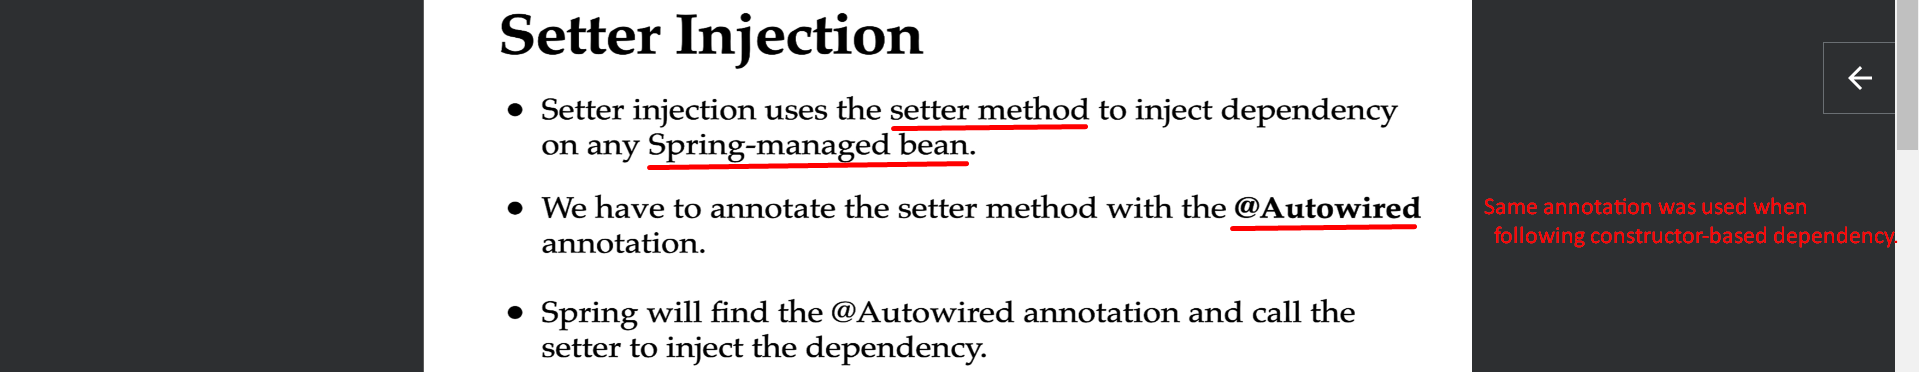 Setter Injection
• Setter injection uses the setter method to inject dependency
on any Spring-managed bean.
• We have to annotate the setter method with the @Autowired
annotation.
Same annotation was used when
following constructor-based dependency.
• Spring will find the @Autowired annotation and call the
setter to inject the dependency.